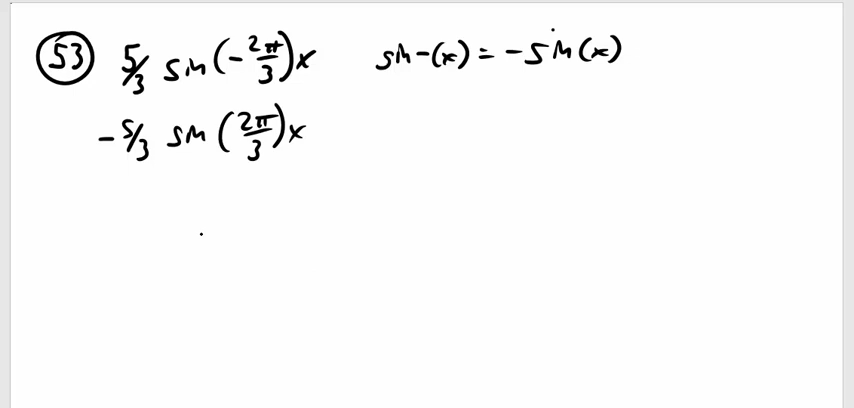 53 5/3 sin(-2π/3)x sin-(x) = -sin(x)
-5/3 sin(2π/3)x